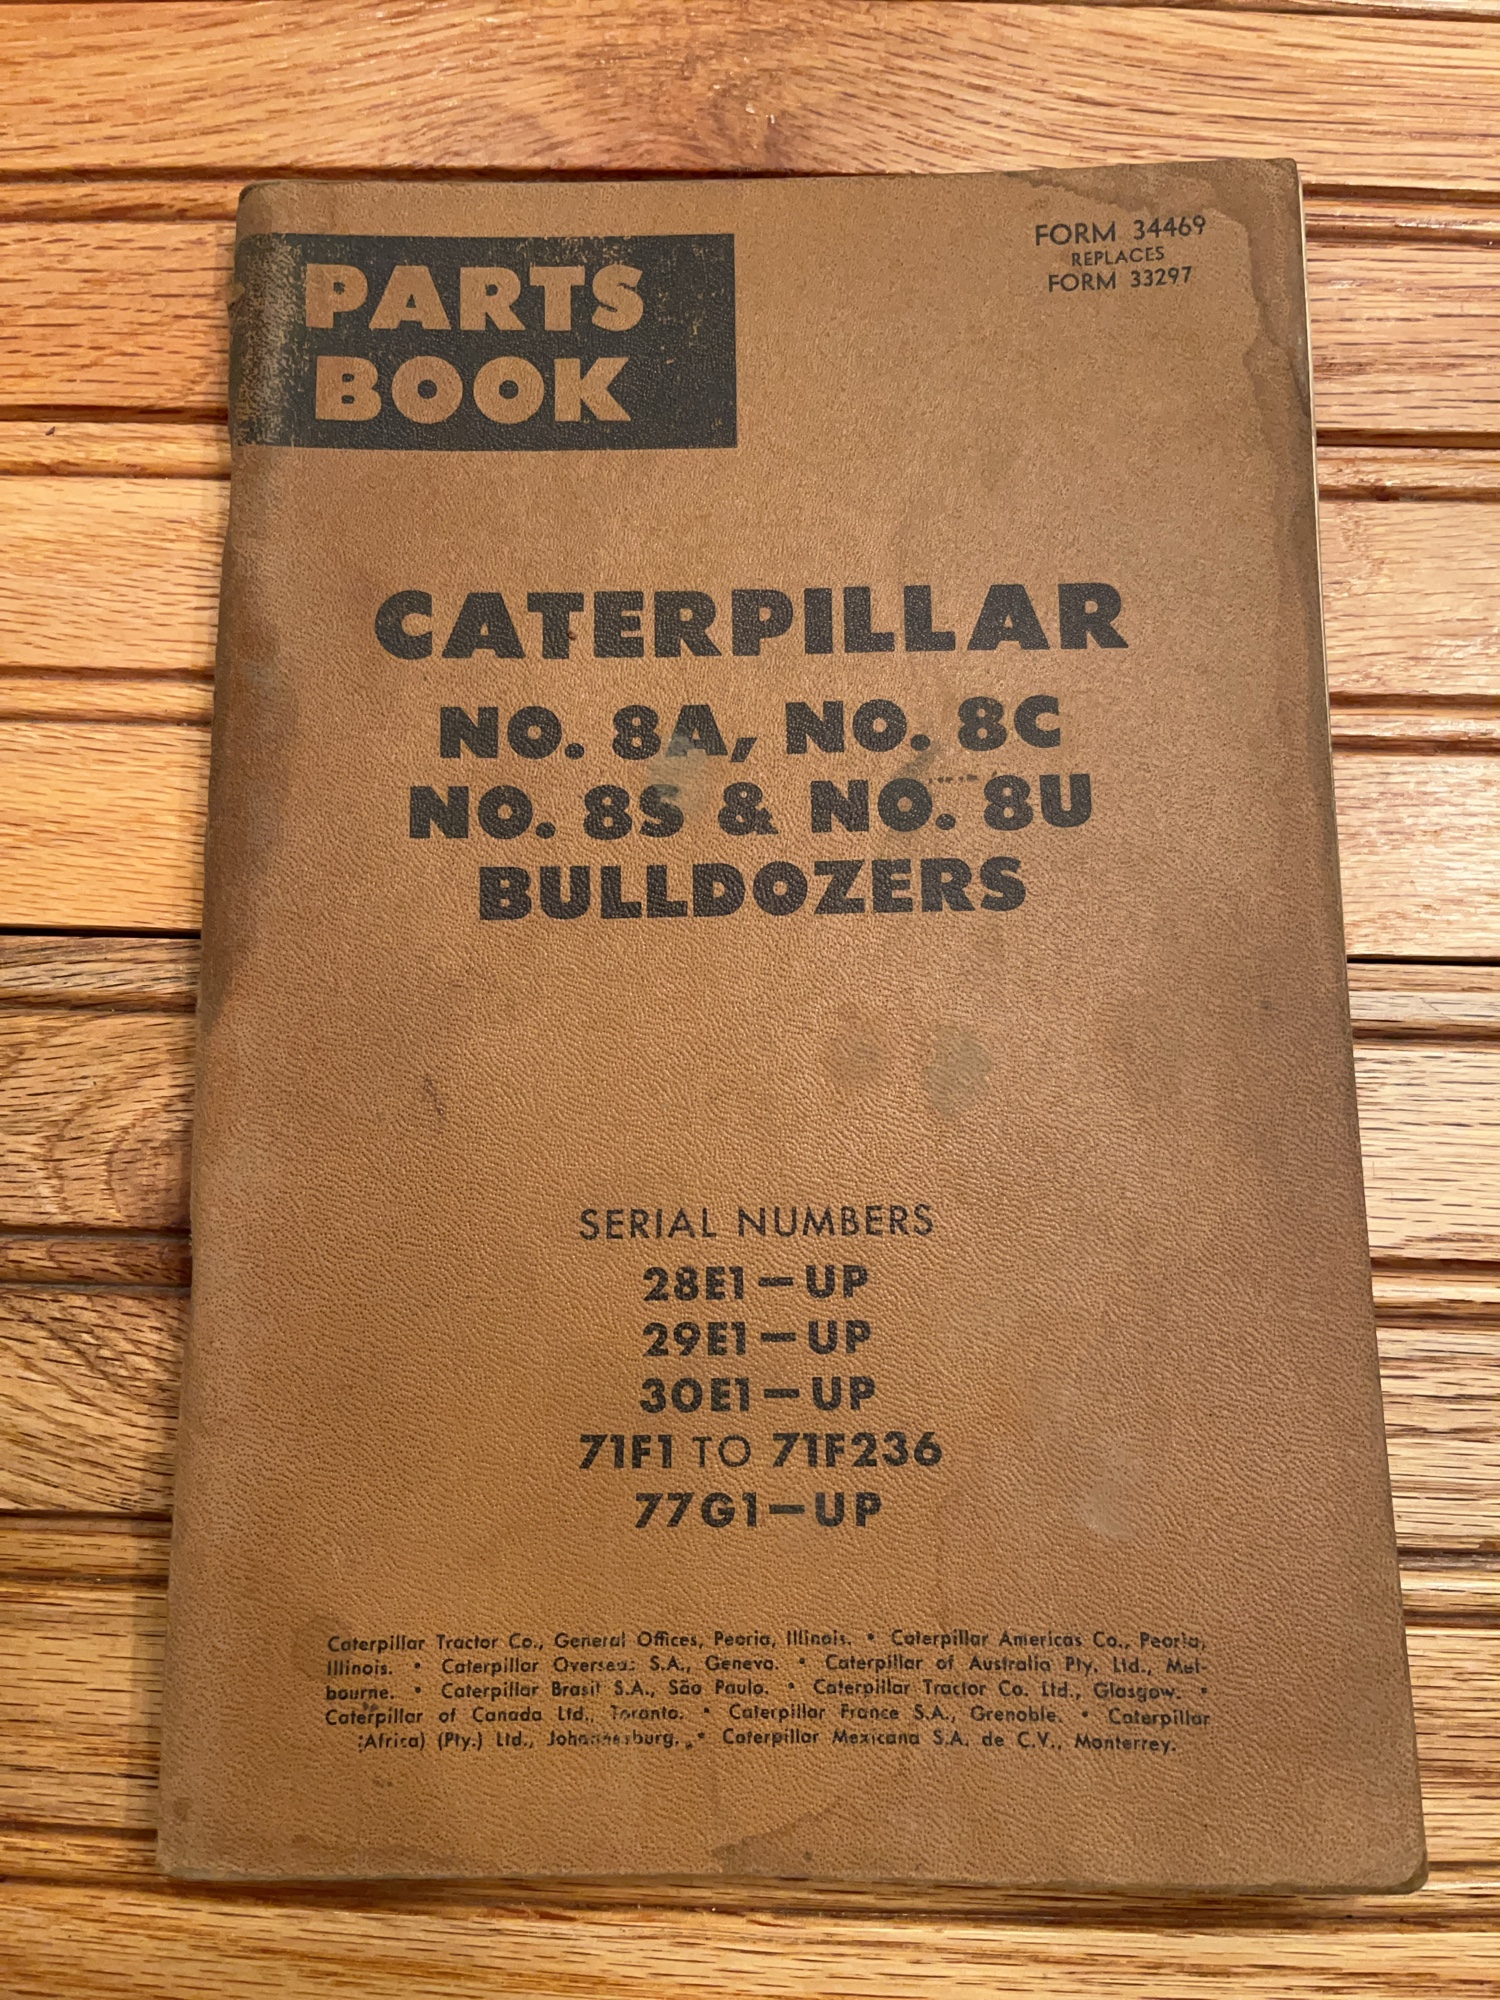 PARTS
BOOK
FORM 34469
REPLACES
FORM 33297
CATERPILLAR
NO. 8A, NO. 8C
NO. 8S & NO. 8U
BULLDOZERS
SERIAL NUMBERS
28E1—UP
29E1—UP
30E1—UP
71F1 TO 71F236
77G1—UP
Caterpillar Tractor Co., General Offices, Peoria, Illinois. • Caterpillar Americas Co., Peoria,
Illinois. • Caterpillar Overseas S.A., Geneva. • Caterpillar of Australia Pty. Ltd., Mel-
bourne. • Caterpillar Brasil S.A., São Paulo. • Caterpillar Tractor Co. Ltd., Glasgow. •
Caterpillar of Canada Ltd., Toronto. • Caterpillar France S.A., Grenoble. • Caterpillar
(Africa) (Pty.) Ltd., Johannesburg. • Caterpillar Mexicana S.A. de C.V., Monterrey.